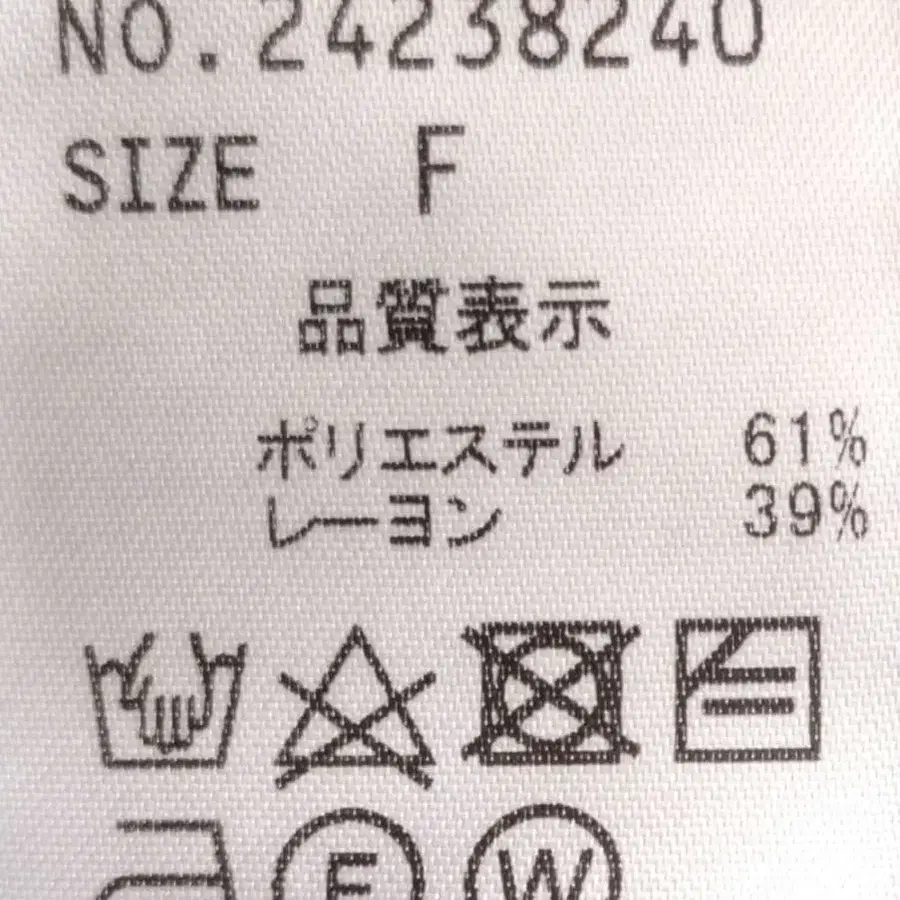 NO. 24238240
SIZE F
品質表示
ポリエステル 61%
レーヨン 39%
W